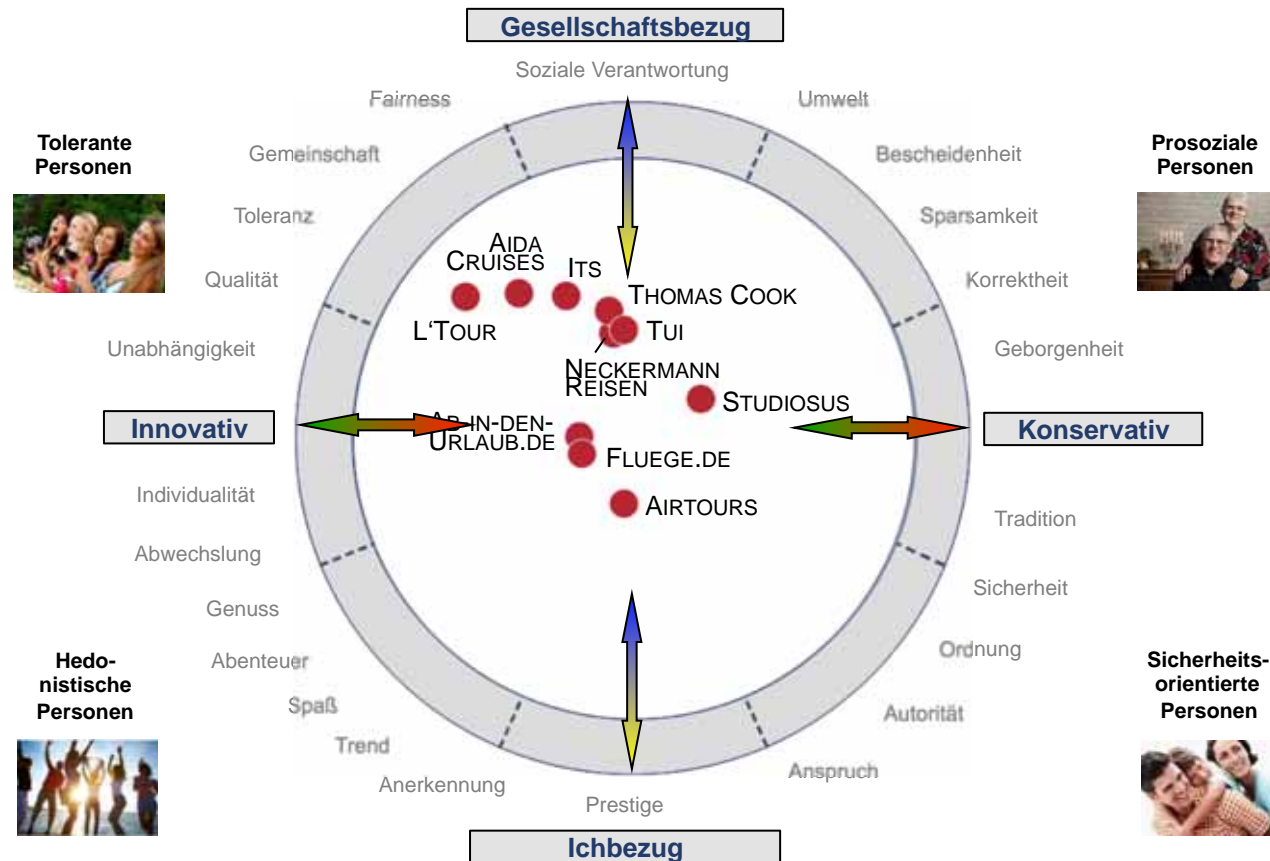 Gesellschaftsbezug
Soziale Verantwortung
Fairness
Umwelt
Tolerante
Personen
Gemeinschaft
Bescheidenheit
Prosoziale
Personen
Toleranz
Sparsamkeit
Qualität
Korrektheit
AIDA
CRUISES
ITS
THOMAS COOK
L‘TOUR
TUI
Unabhängigkeit
Geborgenheit
NECKERMANN
REISEN
STUDIOSUS
Innovativ
AB-IN-DEN-
URLAUB.DE
Konservativ
FLUEGE.DE
Individualität
AIRTOURS
Tradition
Abwechslung
Sicherheit
Genuss
Ordnung
Hedo-
nistische
Personen
Abenteuer
Sicherheits-
orientierte
Personen
Spaß
Autorität
Trend
Anerkennung
Anspruch
Prestige
Ichbezug